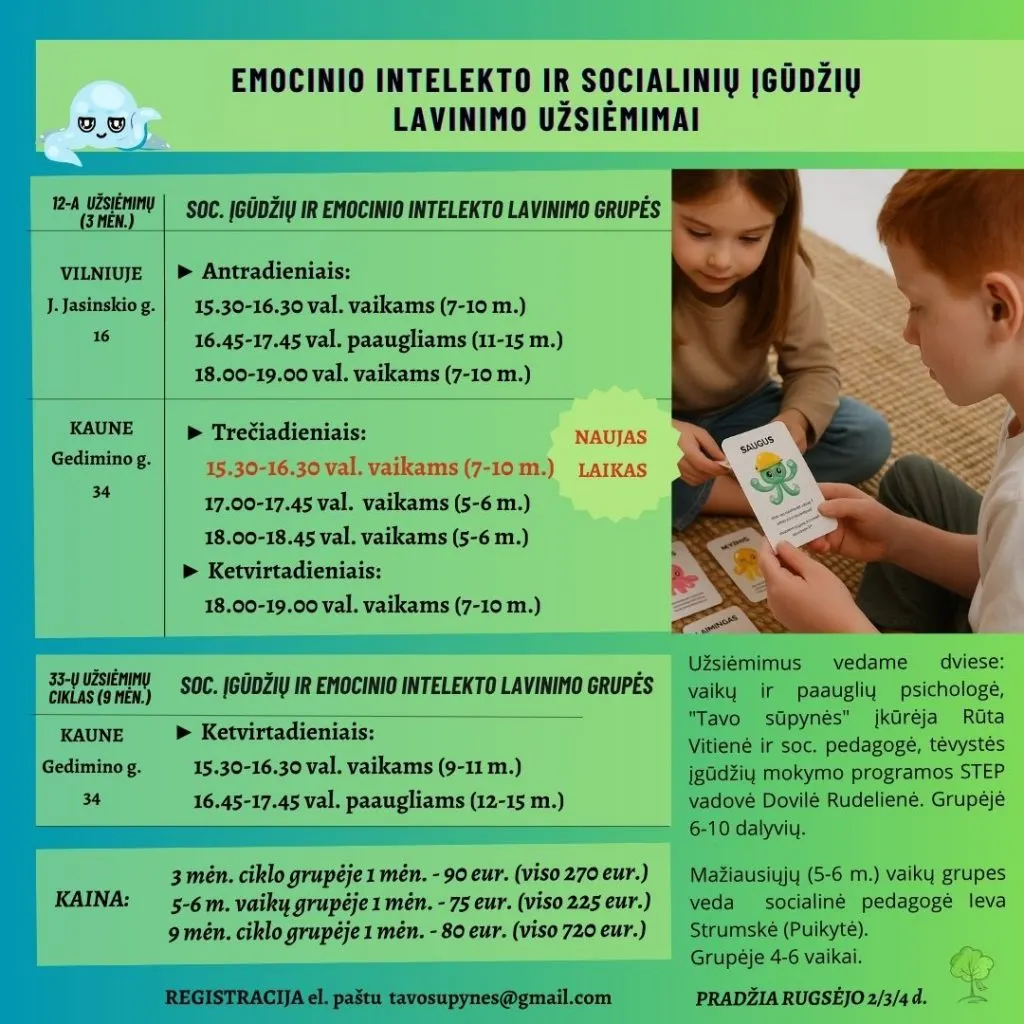 EMOCINIO INTELEKTO IR SOCIALINIŲ ĮGŪDŽIŲ
LAVINIMO UŽSIĖMIMAI
12-A UŽSIĖMIMŲ
(3 MĖN.)
SOC. ĮGŪDŽIŲ IR EMOCINIO INTELEKTO LAVINIMO GRUPĖS
VILNIUJE
J. Jasinskio g.
16
► Antradieniais:
15.30-16.30 val. vaikams (7-10 m.)
16.45-17.45 val. paaugliams (11-15 m.)
18.00-19.00 val. vaikams (7-10 m.)
KAUNE
Gedimino g.
34
► Trečiadieniais:
15.30-16.30 val. vaikams (7-10 m.)
17.00-17.45 val. vaikams (5-6 m.)
18.00-18.45 val. vaikams (5-6 m.)
► Ketvirtadieniais:
18.00-19.00 val. vaikams (7-10 m.)
NAUJAS
LAIKAS
SAUGUS
33-Ų UŽSIĖMIMŲ
CIKLAS (9 MĖN.)
SOC. ĮGŪDŽIŲ IR EMOCINIO INTELEKTO LAVINIMO GRUPĖS
KAUNE
Gedimino g.
34
► Ketvirtadieniais:
15.30-16.30 val. vaikams (9-11 m.)
16.45-17.45 val. paaugliams (12-15 m.)
KAINA:
3 mėn. ciklo grupėje 1 mėn. - 90 eur. (viso 270 eur.)
5-6 m. vaikų grupėje 1 mėn. - 75 eur. (viso 225 eur.)
9 mėn. ciklo grupėje 1 mėn. - 80 eur. (viso 720 eur.)
Užsiėmimus vedame dviese:
vaikų ir paauglių psichologė,
"Tavo sūpynės" įkūrėja Rūta
Vitienė ir soc. pedagogė, tėvystės
įgūdžių mokymo programos STEP
vadovė Dovilė Rudelienė. Grupėje
6-10 dalyvių.
Mažiausiųjų (5-6 m.) vaikų grupes
veda socialinė pedagogė Ieva
Strumskė (Puikytė).
Grupėje 4-6 vaikai.
REGISTRACIJA el. paštu tavosupynes@gmail.com
PRADŽIA RUGSĖJO 2/3/4 d.